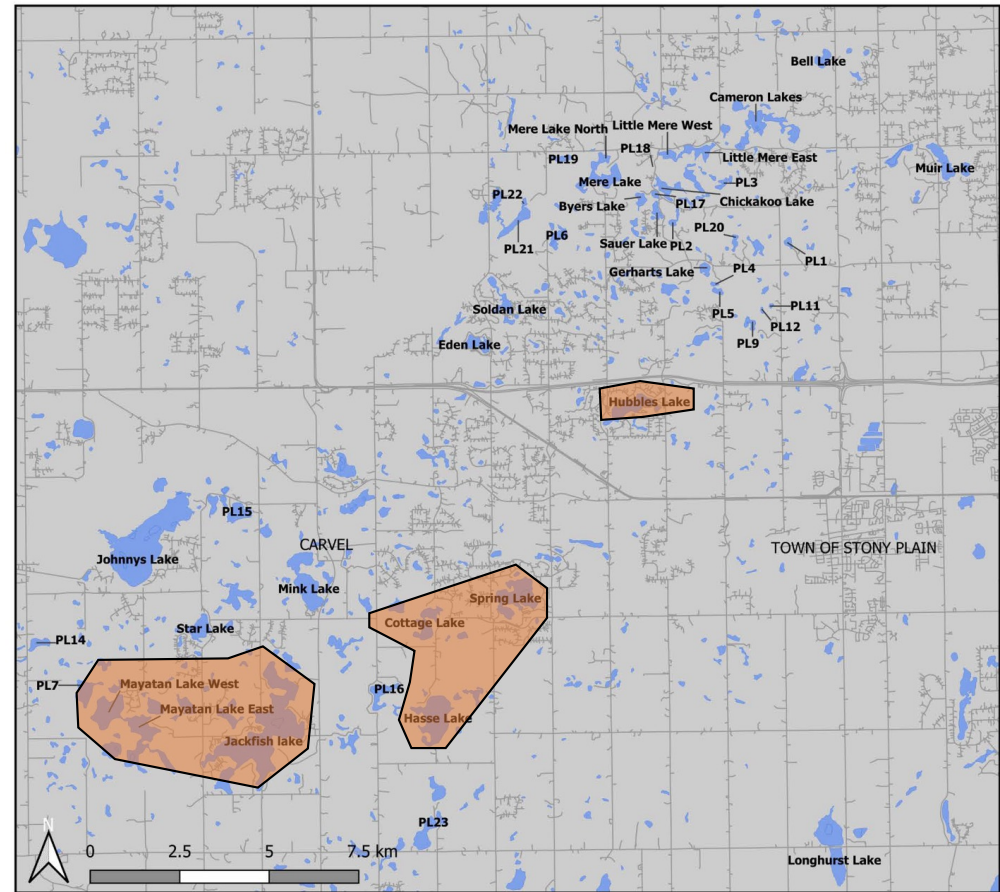 Bell Lake
Cameron Lakes
Mere Lake North
Little Mere West
PL18
PL19
Little Mere East
Muir Lake
Mere Lake
PL3
PL22
Chickakoo Lake
Byers Lake
PL17
PL20
PL6
Sauer Lake
PL2
PL21
PL1
Gerharts Lake
PL4
Soldan Lake
PL5
PL11
PL12
Eden Lake
PL9
Hubbles Lake
PL15
CARVEL
TOWN OF STONY PLAIN
Johnnys Lake
Mink Lake
Spring Lake
Cottage Lake
Star Lake
PL14
PL7
Mayatan Lake West
PL16
Mayatan Lake East
Hasse Lake
Jackfish lake
PL23
N
0 2.5 5 7.5 km
Longhurst Lake